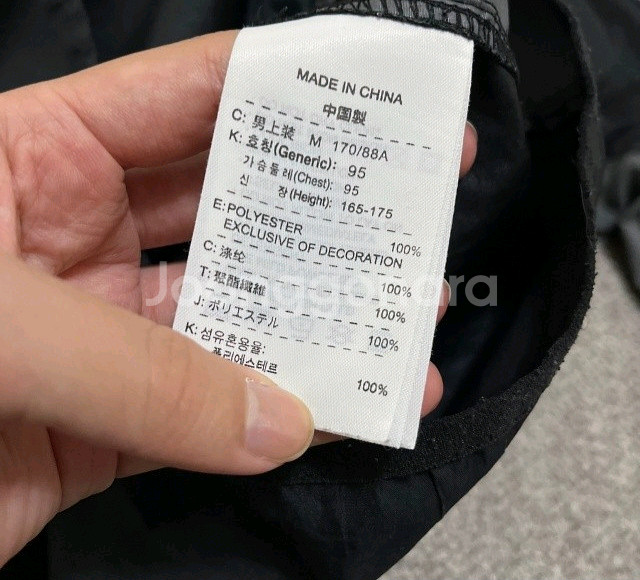 MADE IN CHINA
中国製
C: 男上装 M 170/88A
K: 호칭(Generic): 95
가슴둘레(Chest): 95
신 장(Height): 165-175
E: POLYESTER 100%
EXCLUSIVE OF DECORATION
C: 涤纶 100%
T: 聚酯纖維 100%
J: ポリエステル 100%
K: 섬유혼용율:
폴리에스테르 100%
Joonggonara